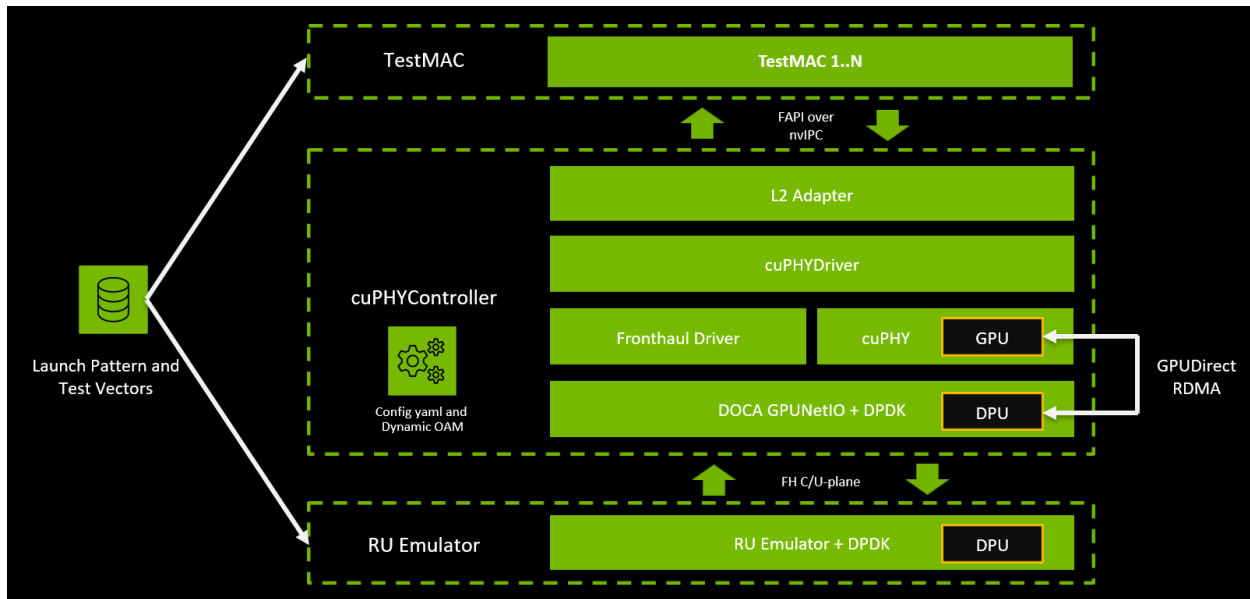 TestMAC
TestMAC 1..N
FAPI over
nvIPC
L2 Adapter
cuPHYDriver
cuPHYController
Fronthaul Driver
cuPHY
GPU
Launch Pattern and
Test Vectors
GPUDirect
RDMA
Config yaml and
Dynamic OAM
DOCA GPUNetIO + DPDK
DPU
FH C/U-plane
RU Emulator
RU Emulator + DPDK
DPU